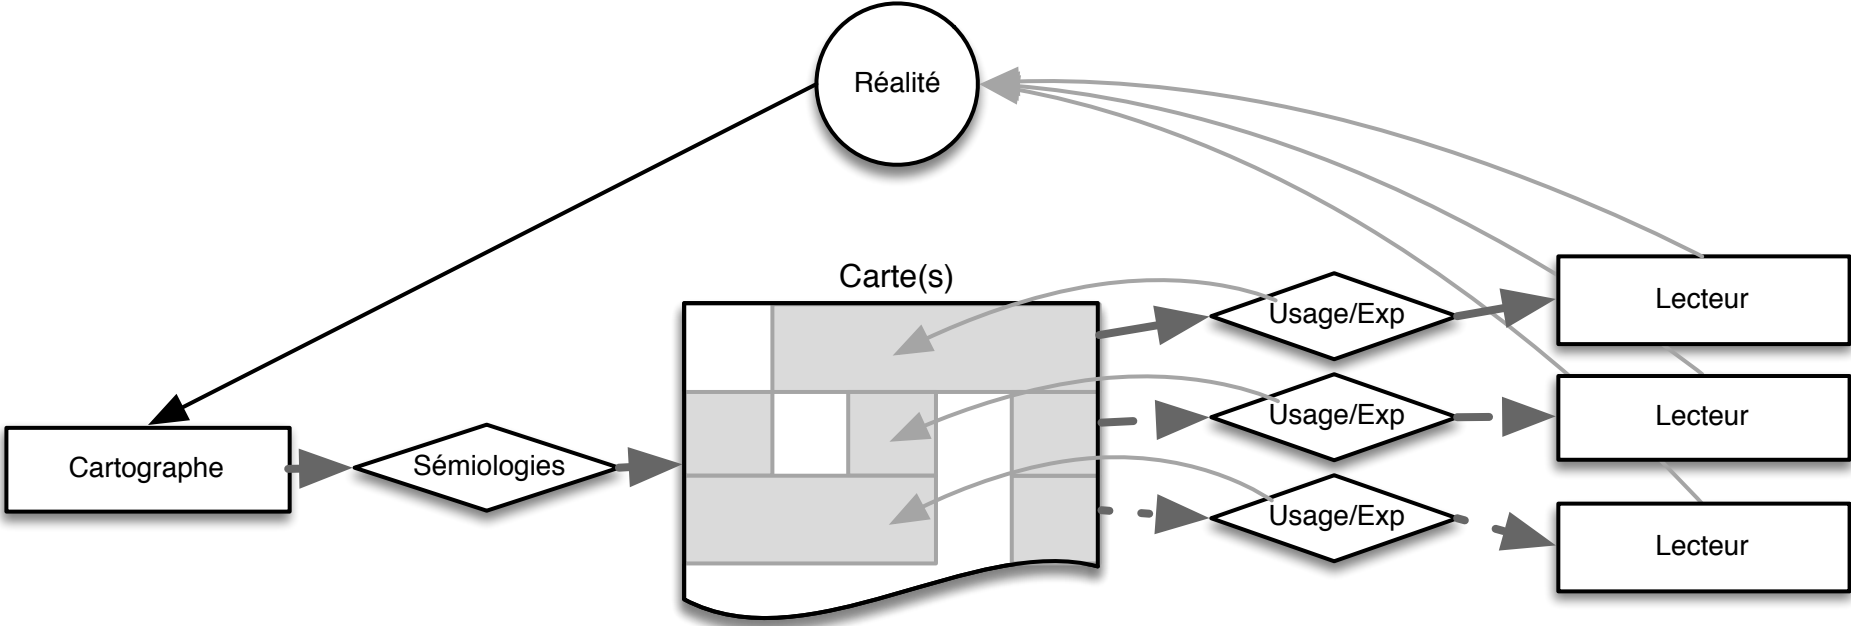 Réalité
Carte(s)
Usage/Exp
Lecteur
Usage/Exp
Lecteur
Cartographe
Sémiologies
Usage/Exp
Lecteur